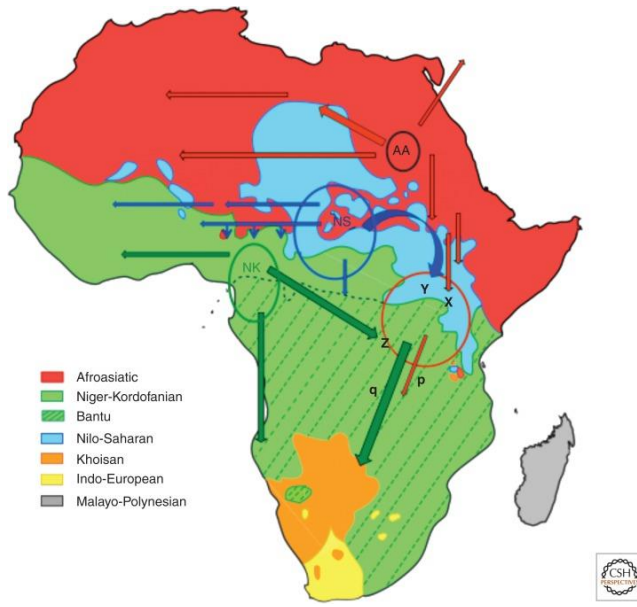 AA
NS
NK
Y
X
Z
q
p
Afroasiatic
Niger-Kordofanian
Bantu
Nilo-Saharan
Khoisan
Indo-European
Malayo-Polynesian
CSH
PERSPECTIVES